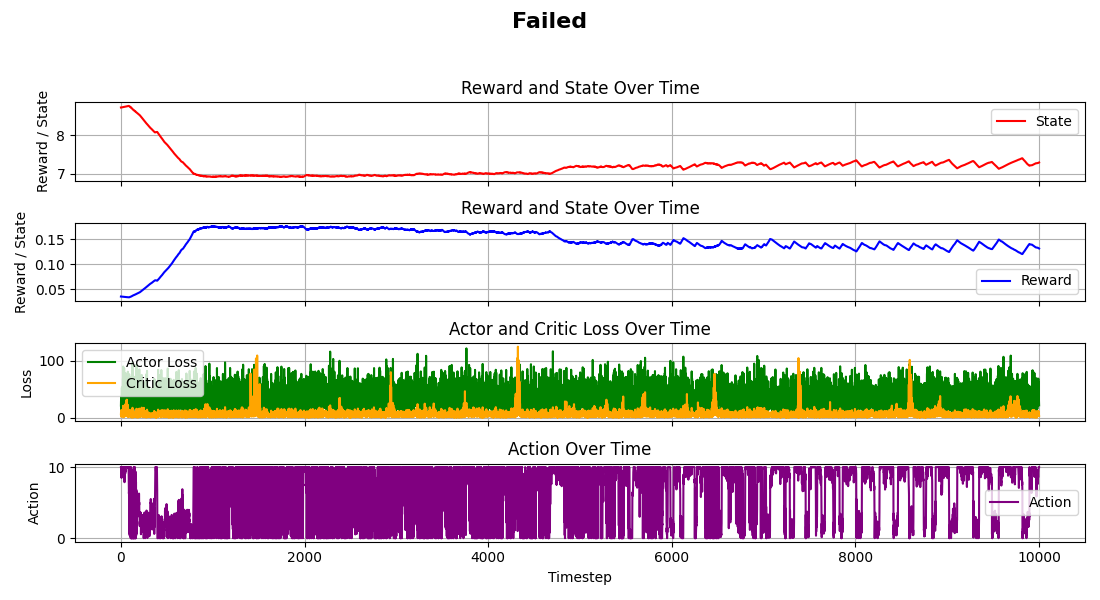 Failed
Reward and State Over Time
Reward / State
8
7
State
Reward and State Over Time
Reward / State
0.15
0.10
0.05
Reward
Actor and Critic Loss Over Time
Loss
100
0
Actor Loss
Critic Loss
Action Over Time
Action
10
0
Action
0 2000 4000 6000 8000 10000
Timestep